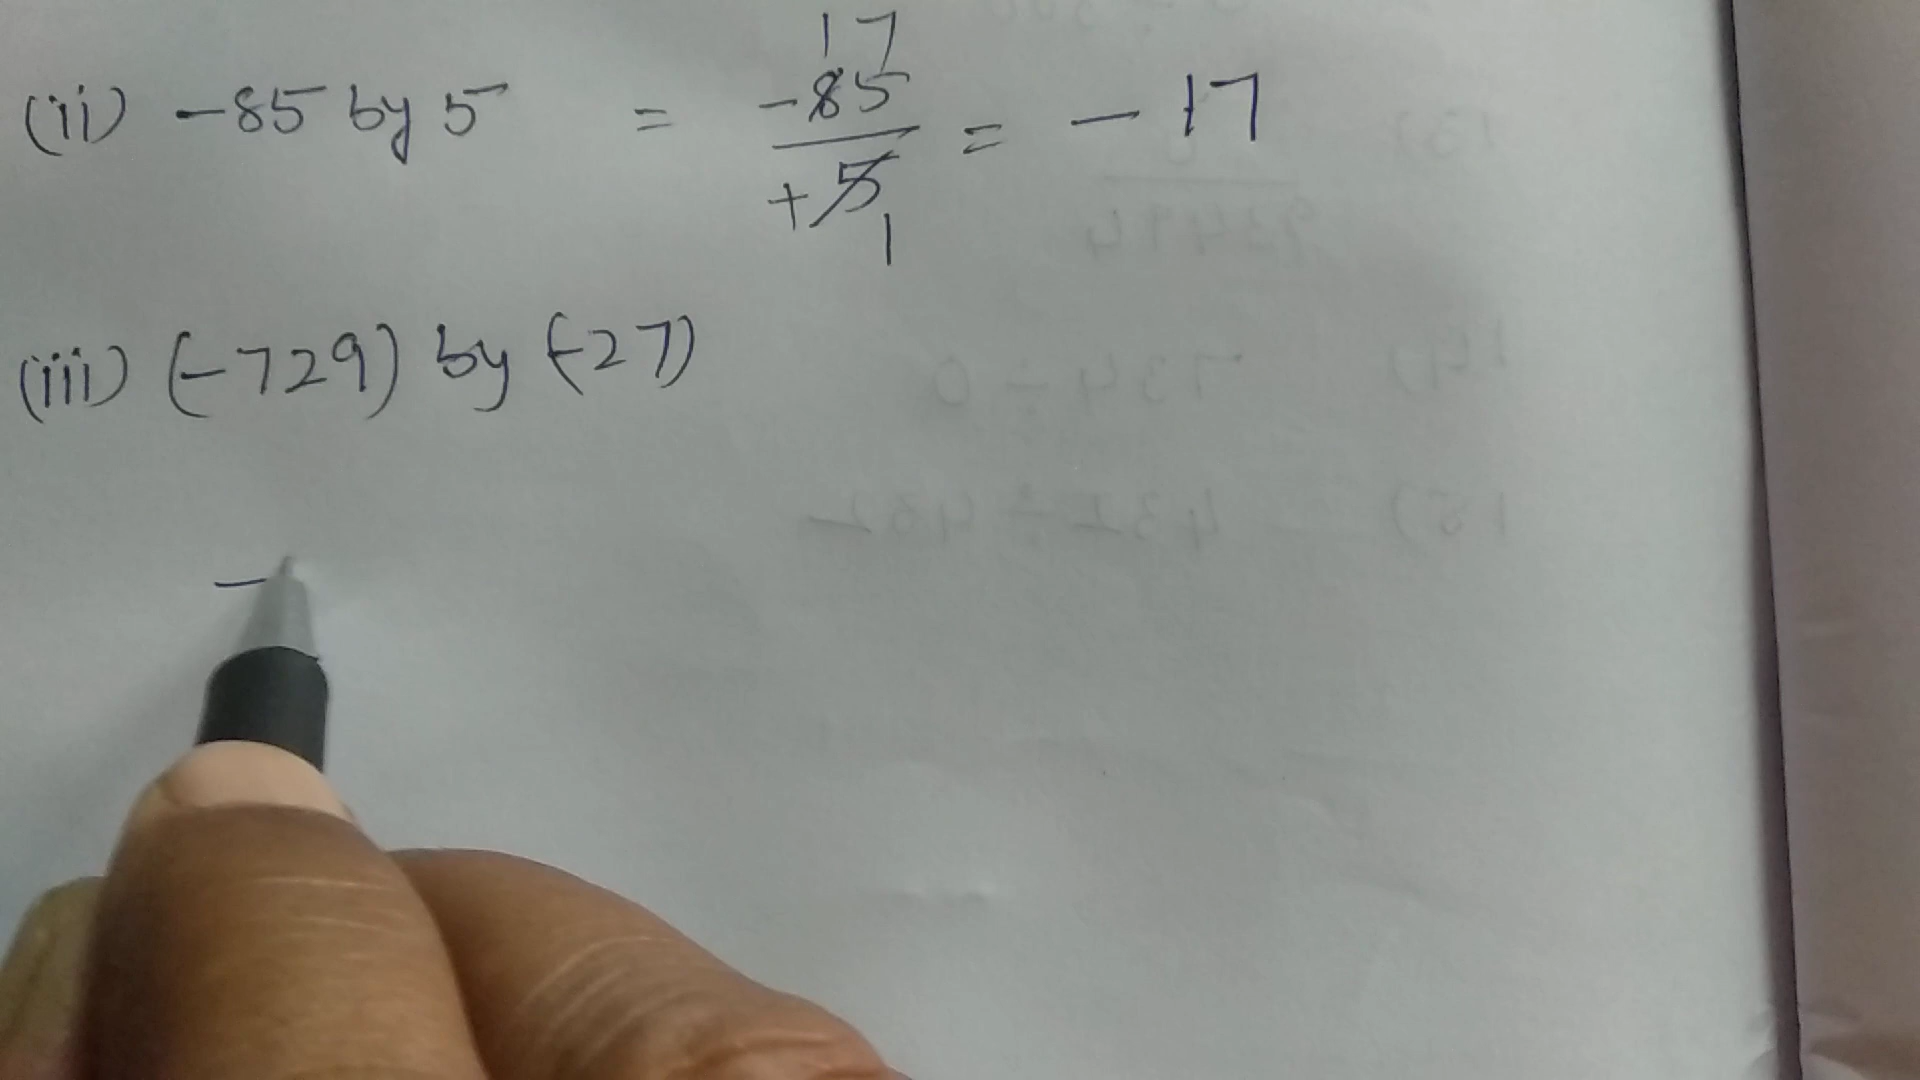 (ii) -85 by 5 = -85/+5 = -17
17
1
(iii) (-729) by (-27)
-